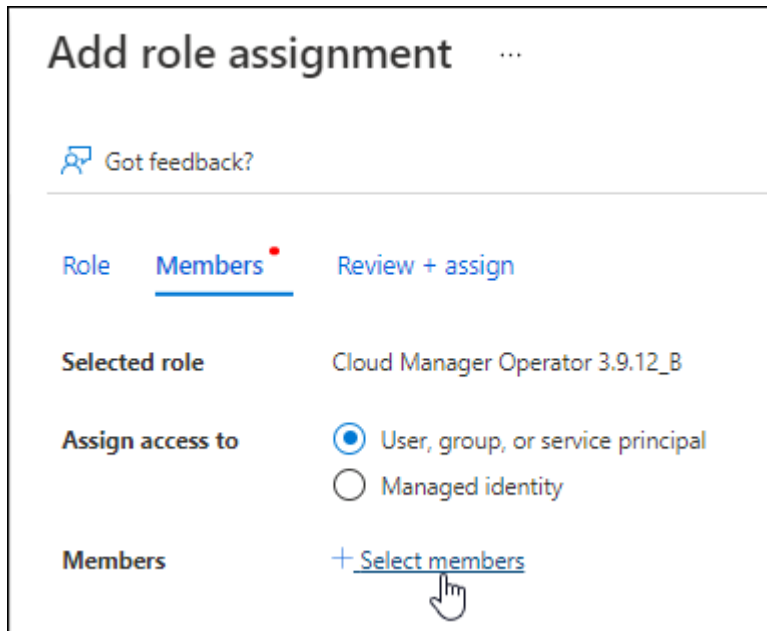 Add role assignment ...
Got feedback?
Role Members Review + assign
Selected role Cloud Manager Operator 3.9.12_B
Assign access to User, group, or service principal
Managed identity
Members + Select members